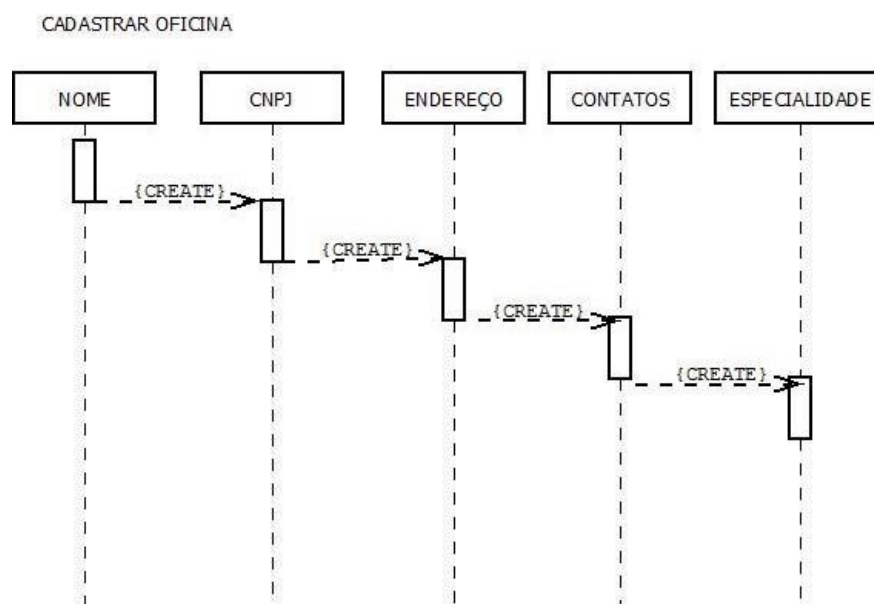 CADASTRAR OFICINA
NOME
CNPJ
ENDEREÇO
CONTATOS
ESPECIALIDADE
{CREATE}
{CREATE}
{CREATE}
{CREATE}